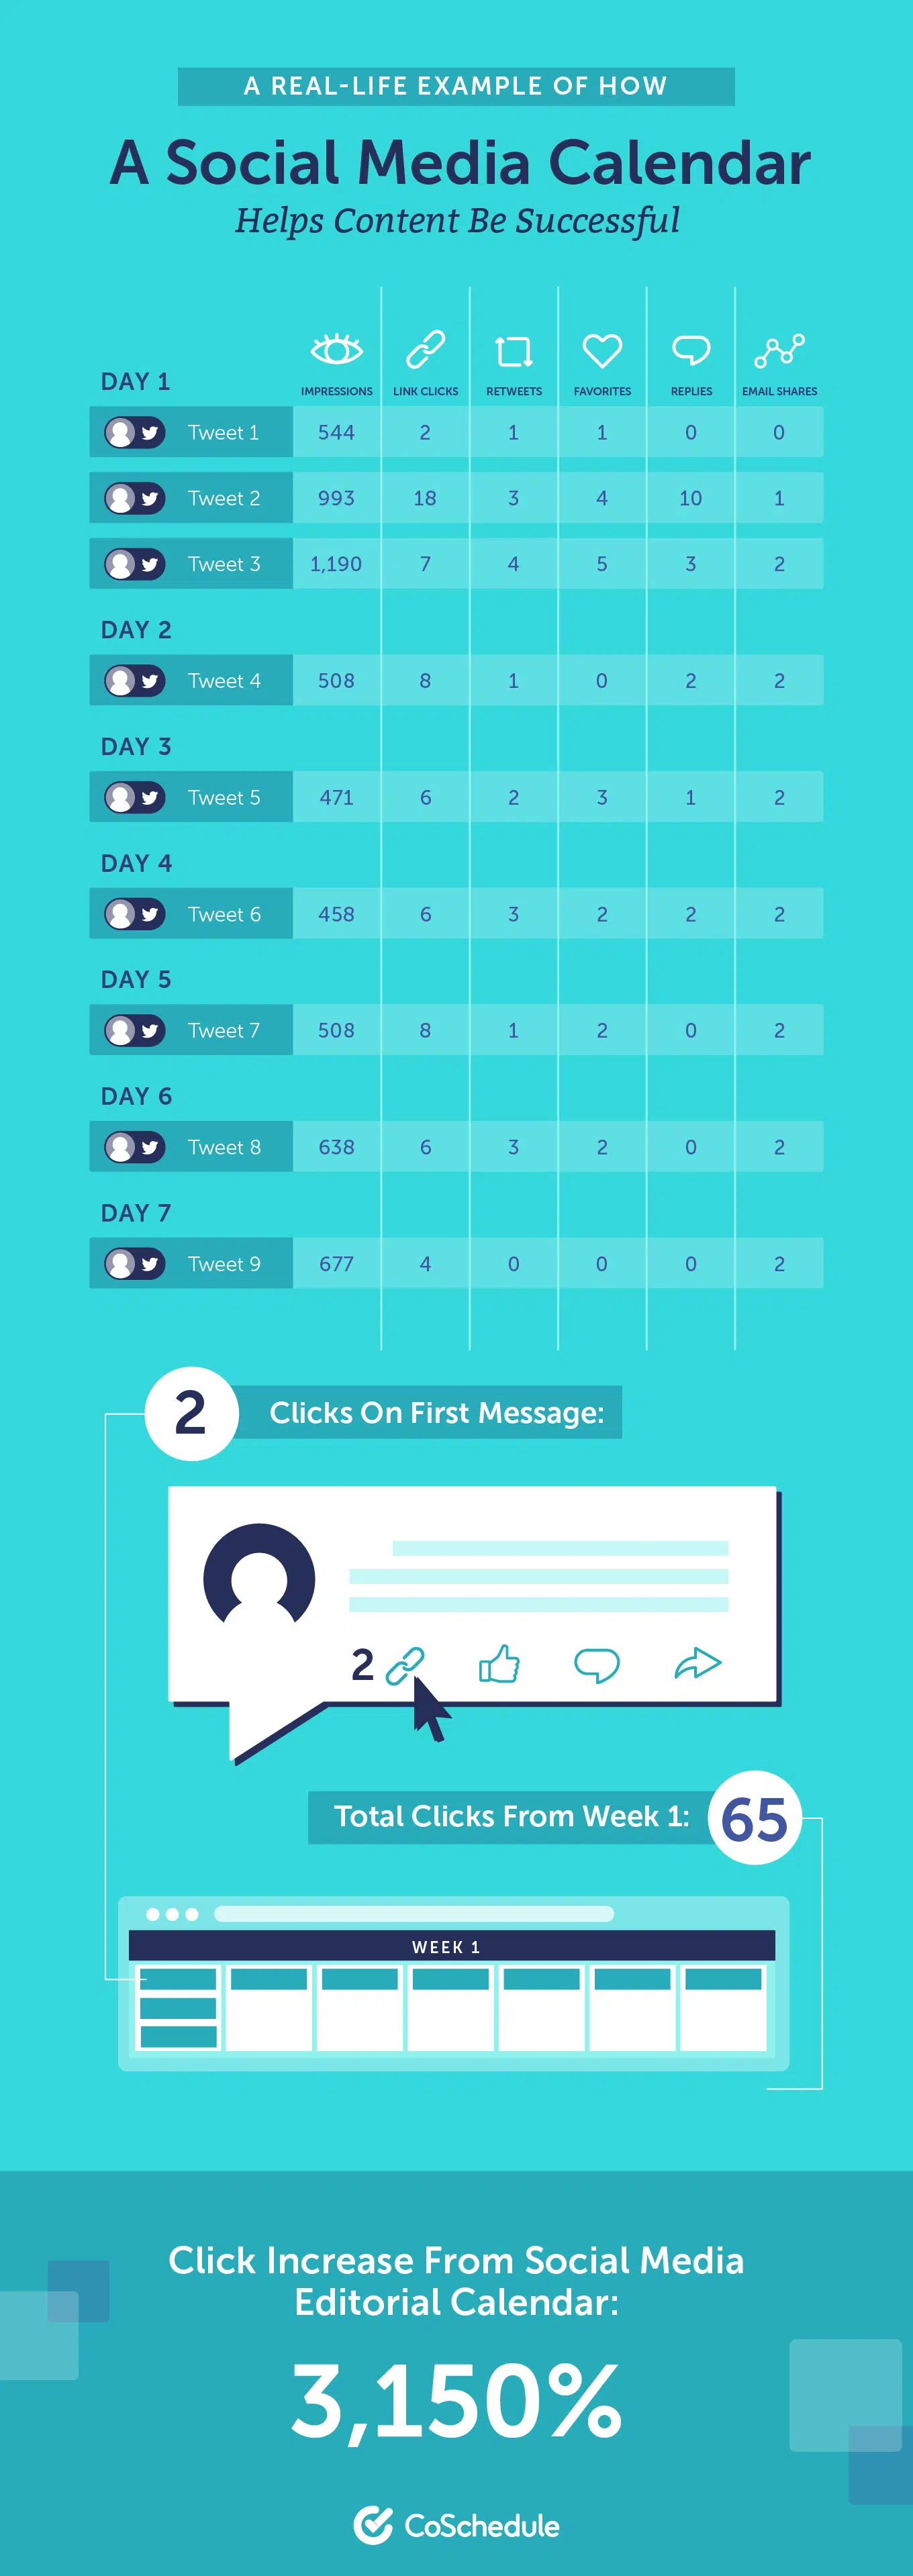 A REAL-LIFE EXAMPLE OF HOW
A Social Media Calendar
Helps Content Be Successful
DAY 1 IMPRESSIONS LINK CLICKS RETWEETS FAVORITES REPLIES EMAIL SHARES
Tweet 1 544 2 1 1 0 0
Tweet 2 993 18 3 4 10 1
Tweet 3 1,190 7 4 5 3 2
DAY 2
Tweet 4 508 8 1 0 2 2
DAY 3
Tweet 5 471 6 2 3 1 2
DAY 4
Tweet 6 458 6 3 2 2 2
DAY 5
Tweet 7 508 8 1 2 0 2
DAY 6
Tweet 8 638 6 3 2 0 2
DAY 7
Tweet 9 677 4 0 0 0 2
2 Clicks On First Message:
2
Total Clicks From Week 1: 65
WEEK 1
Click Increase From Social Media
Editorial Calendar:
3,150%
CoSchedule